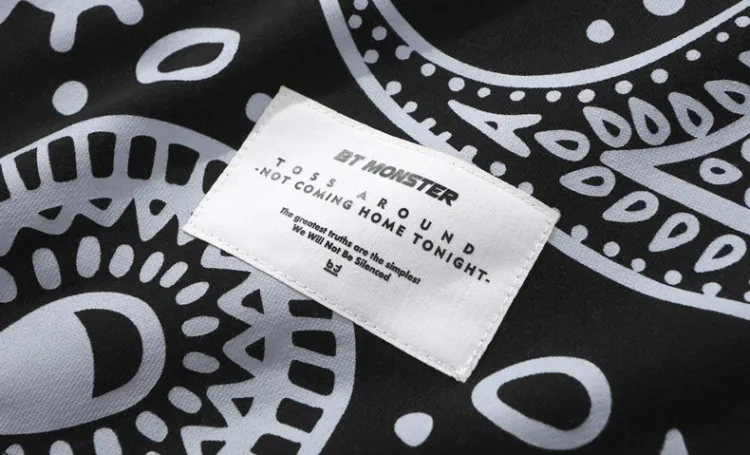 BT MONSTER
TOSS AROUND
-NOT COMING HOME TONIGHT-
The greatest truths are the simplest
We Will Not Be Silenced